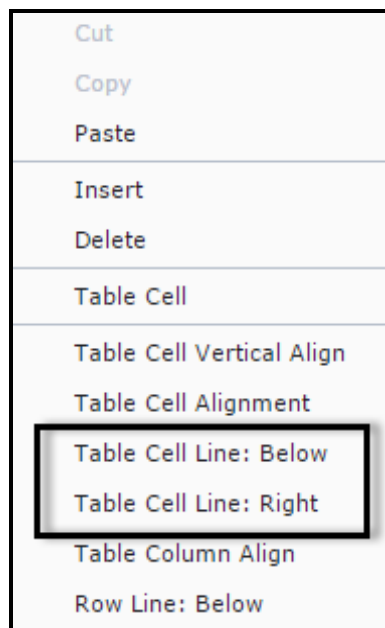 Cut
Copy
Paste
Insert
Delete
Table Cell
Table Cell Vertical Align
Table Cell Alignment
Table Cell Line: Below
Table Cell Line: Right
Table Column Align
Row Line: Below